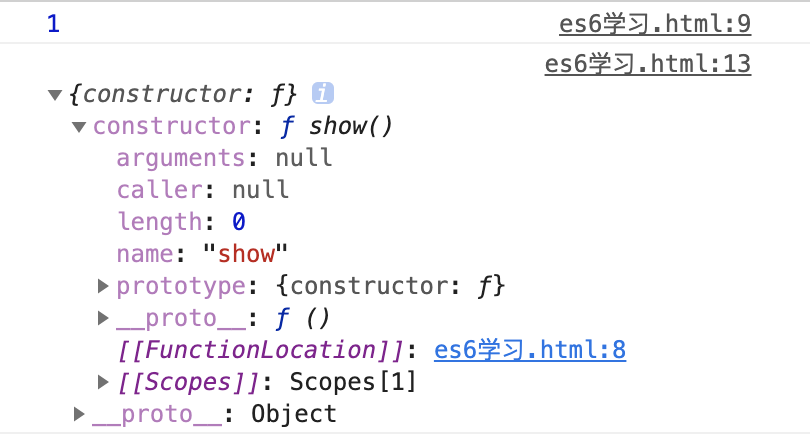 1 es6学习.html:9
es6学习.html:13
{constructor: ƒ} i
constructor: ƒ show()
arguments: null
caller: null
length: 0
name: "show"
prototype: {constructor: ƒ}
__proto__: ƒ ()
[[FunctionLocation]]: es6学习.html:8
[[Scopes]]: Scopes[1]
__proto__: Object